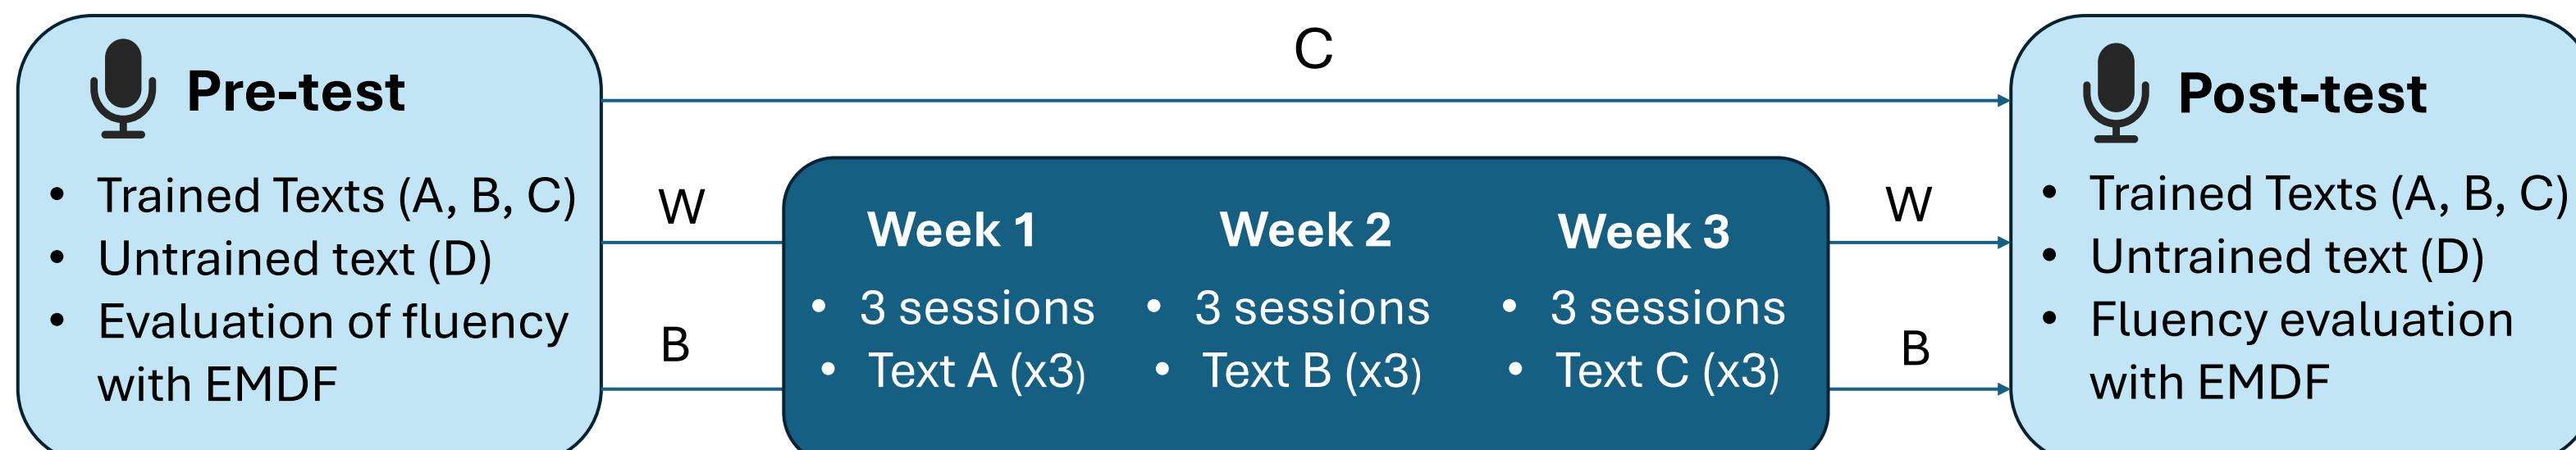 Pre-test
• Trained Texts (A, B, C)
• Untrained text (D)
• Evaluation of fluency
with EMDF
C
W
B
Week 1
• 3 sessions
• Text A (x3)
Week 2
• 3 sessions
• Text B (x3)
Week 3
• 3 sessions
• Text C (x3)
W
B
Post-test
• Trained Texts (A, B, C)
• Untrained text (D)
• Fluency evaluation
with EMDF